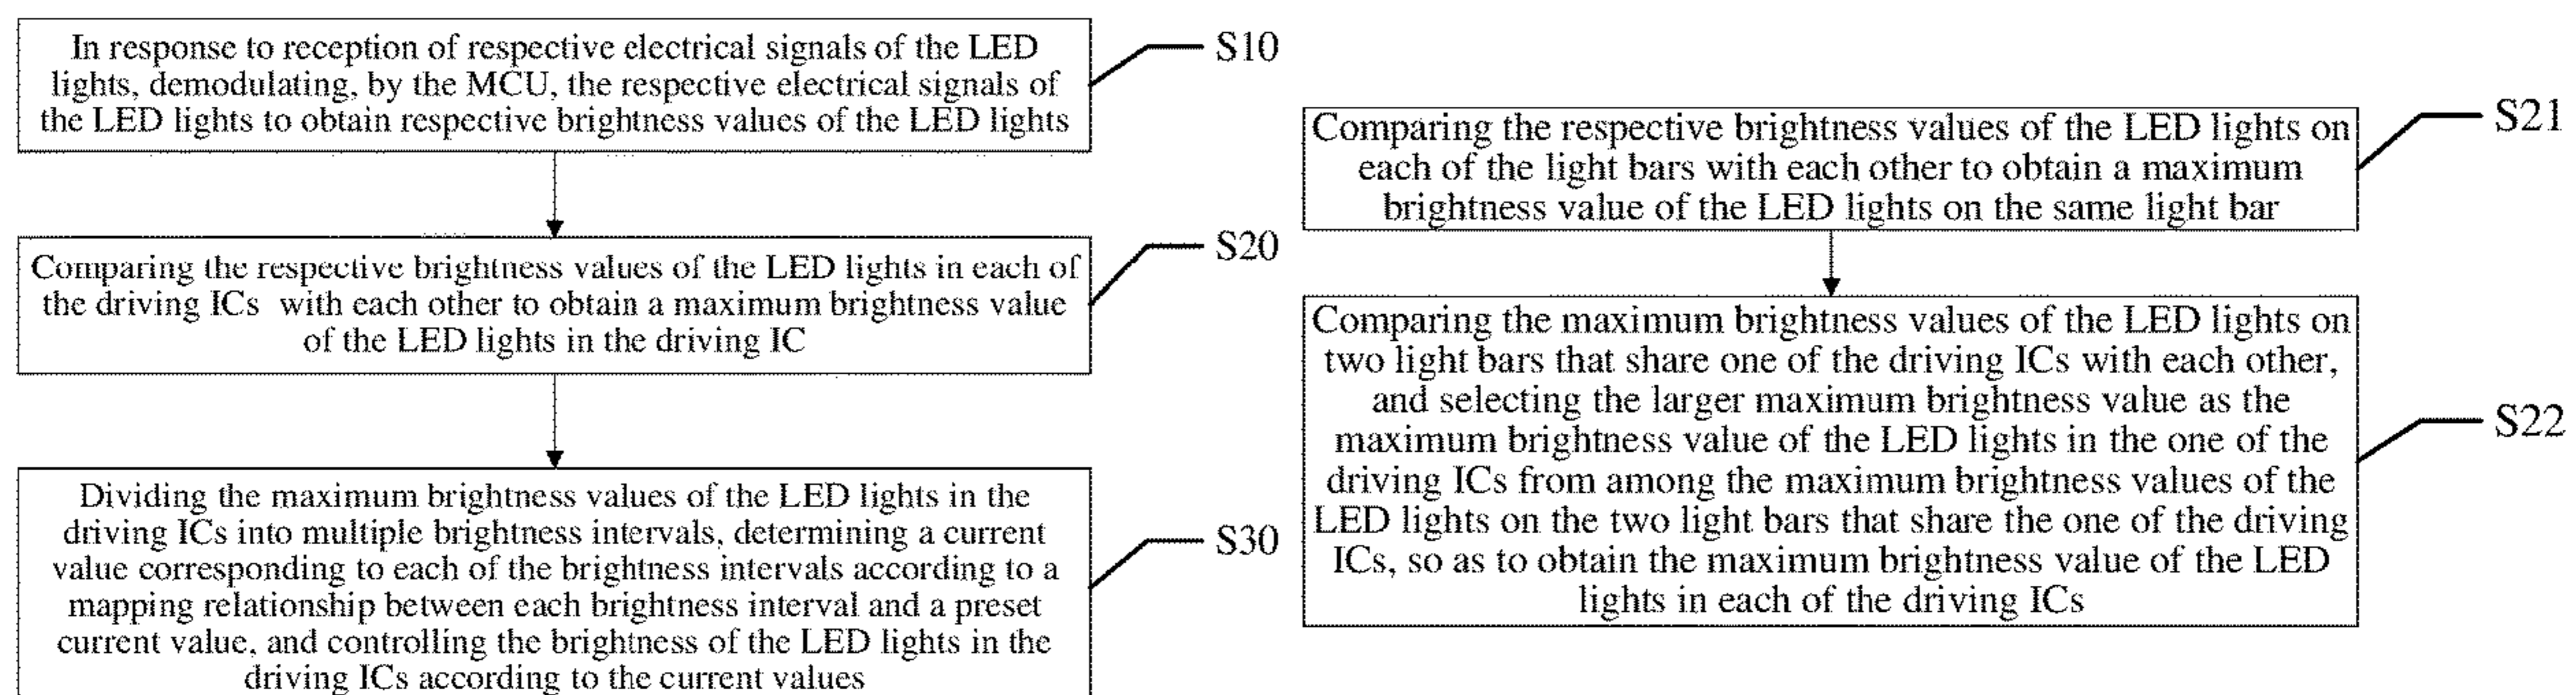 In response to reception of respective electrical signals of the LED
lights, demodulating, by the MCU, the respective electrical signals of
the LED lights to obtain respective brightness values of the LED lights
S10
Comparing the respective brightness values of the LED lights in each of
the driving ICs with each other to obtain a maximum brightness value
of the LED lights in the driving IC
S20
Dividing the maximum brightness values of the LED lights in the
driving ICs into multiple brightness intervals, determining a current
value corresponding to each of the brightness intervals according to a
mapping relationship between each brightness interval and a preset
current value, and controlling the brightness of the LED lights in the
driving ICs according to the current values
S30
Comparing the respective brightness values of the LED lights on
each of the light bars with each other to obtain a maximum
brightness value of the LED lights on the same light bar
S21
Comparing the maximum brightness values of the LED lights on
two light bars that share one of the driving ICs with each other,
and selecting the larger maximum brightness value as the
maximum brightness value of the LED lights in the one of the
driving ICs from among the maximum brightness values of the
LED lights on the two light bars that share the one of the driving
ICs, so as to obtain the maximum brightness value of the LED
lights in each of the driving ICs
S22